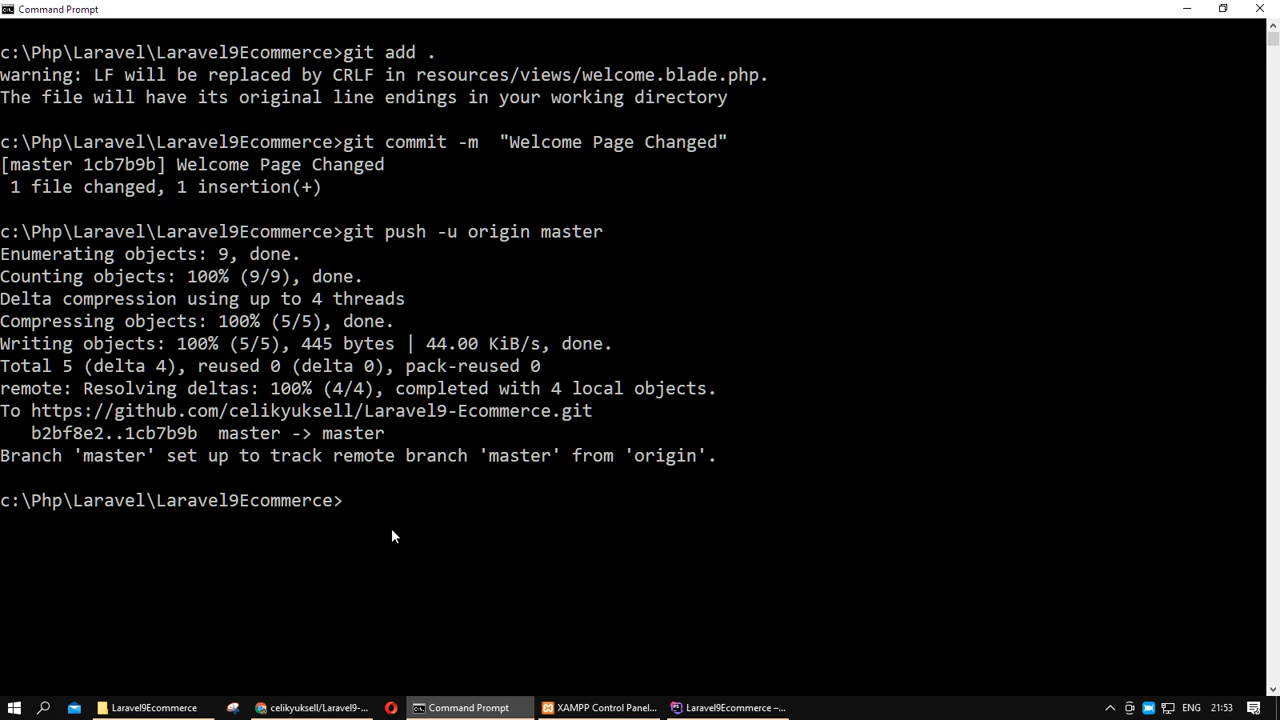 Command Prompt
c:\Php\Laravel\Laravel9Ecommerce>git add .
warning: LF will be replaced by CRLF in resources/views/welcome.blade.php.
The file will have its original line endings in your working directory
c:\Php\Laravel\Laravel9Ecommerce>git commit -m  "Welcome Page Changed"
[master 1cb7b9b] Welcome Page Changed
 1 file changed, 1 insertion(+)
c:\Php\Laravel\Laravel9Ecommerce>git push -u origin master
Enumerating objects: 9, done.
Counting objects: 100% (9/9), done.
Delta compression using up to 4 threads
Compressing objects: 100% (5/5), done.
Writing objects: 100% (5/5), 445 bytes | 44.00 KiB/s, done.
Total 5 (delta 4), reused 0 (delta 0), pack-reused 0
remote: Resolving deltas: 100% (4/4), completed with 4 local objects.
To https://github.com/celikyuksell/Laravel9-Ecommerce.git
   b2bf8e2..1cb7b9b  master -> master
Branch 'master' set up to track remote branch 'master' from 'origin'.
c:\Php\Laravel\Laravel9Ecommerce>
Laravel9Ecommerce celikyuksell/Laravel9-... Command Prompt XAMPP Control Panel... Laravel9Ecommerce –... ENG 21:53